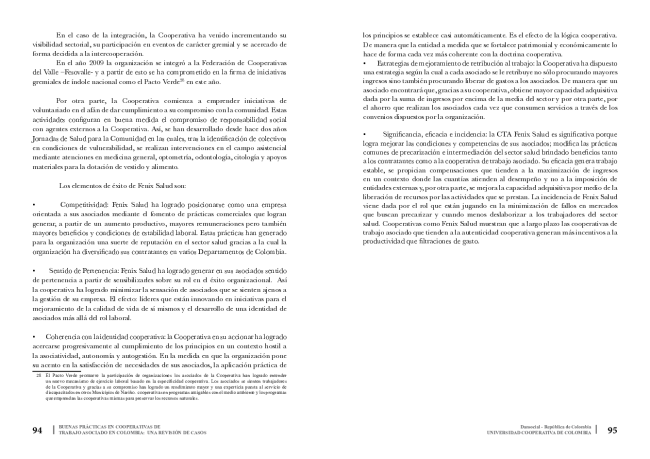 En el caso de la integración, la Cooperativa ha venido incrementando su
visibilidad sectorial, su participación en eventos de carácter gremial y se acercado de
forma decidida a la intercooperación.
En el año 2009 la organización se integró a la Federación de Cooperativas
del Valle –Fesovalle- y a partir de esto se ha comprometido en la firma de iniciativas
gremiales de índole nacional como el Pacto Verde²⁸ en este año.
Por otra parte, la Cooperativa comienza a emprender iniciativas de
voluntariado en el afán de dar cumplimiento a su compromiso con la comunidad. Estas
actividades configuran en buena medida el compromiso de responsabilidad social
con agentes externos a la Cooperativa. Así, se han desarrollado desde hace dos años
Jornadas de Salud para la Comunidad en las cuales, tras la identificación de colectivos
en condiciones de vulnerabilidad, se realizan intervenciones en el campo asistencial
mediante atenciones en medicina general, optometría, odontología, citología y apoyos
materiales para la dotación de vestido y alimento.
Los elementos de éxito de Fenix Salud son:
• Competitividad: Fenix Salud ha logrado posicionarse como una empresa
orientada a sus asociados mediante el fomento de prácticas comerciales que logran
generar, a partir de un aumento productivo, mayores remuneraciones pero también
mayores beneficios y condiciones de estabilidad laboral. Estas prácticas han generado
para la organización una suerte de reputación en el sector salud gracias a la cual la
organización ha diversificado sus contratantes en varios Departamentos de Colombia.
• Sentido de Pertenencia: Fenix Salud ha logrado generar en sus asociados sentido
de pertenencia a partir de sensibilizados sobre su rol en el éxito organizacional. Así
la cooperativa ha logrado minimizar la sensación de asociados que se sienten ajenos a
la gestión de su empresa. El efecto: líderes que están innovando en iniciativas para el
mejoramiento de la calidad de vida de si mismos y el desarrollo de una identidad de
asociados más allá del rol laboral.
• Coherencia con la identidad cooperativa: la Cooperativa en su accionar ha logrado
acercarse progresivamente al cumplimiento de los principios en un contexto hostil a
la asociatividad, autonomía y autogestión. En la medida en que la organización pone
su acento en la satisfacción de necesidades de sus asociados, la aplicación práctica de
28 El Pacto Verde promueve la participación de organizaciones los asociados de la Cooperativa han logrado entender
un nuevo mecanismo de ejercicio laboral basado en la especificidad cooperativa. Los asociados se sienten trabajadores
de la Cooperativa y gracias a su compromiso han logrado un rendimiento mayor y una experticia puesta al servicio de
discapacitados en otros Municipios de Nariño.
cooperativa en programas amigables con el medio ambiente y los programas
que emprendan las cooperativas mismas para preservar los recursos naturales.
94
BUENAS PRÁCTICAS EN COOPERATIVAS DE
TRABAJO ASOCIADO EN COLOMBIA: UNA REVISIÓN DE CASOS
los principios se establece casi automáticamente. Es el efecto de la lógica cooperativa.
De manera que la entidad a medida que se fortalece patrimonial y económicamente lo
hace de forma cada vez más coherente con la doctrina cooperativa.
• Estrategias de mejoramiento de retribución al trabajo: la Cooperativa ha dispuesto
una estrategia según la cual a cada asociado se le retribuye no sólo procurando mayores
ingresos sino también procurando liberar de gastos a los asociados. De manera que un
asociado encontrará que, gracias a su cooperativa, obtiene mayor capacidad adquisitiva
dada por la suma de ingresos por encima de la media del sector y por otra parte, por
el ahorro que realizan los asociados cada vez que consumen servicios a través de los
convenios dispuestos por la organización.
• Significancia, eficacia e incidencia: la CTA Fenix Salud es significativa porque
logra mejorar las condiciones y competencias de sus asociados; modifica las prácticas
comunes de precarización e intermediación del sector salud brindando beneficios tanto
a los contratantes como a la cooperativa de trabajo asociado. Su eficacia genera trabajo
estable, se propician compensaciones que tienden a la maximización de ingresos
en un contexto donde las cuantías atienden al desempeño y no a la imposición de
entidades externas y, por otra parte, se mejora la capacidad adquisitiva por medio de la
liberación de recursos por las actividades que se prestan. La incidencia de Fenix Salud
viene dada por el rol que están jugando en la minimización de fallos en mercados
que buscan precarizar y cuando menos deslaborizar a los trabajadores del sector
salud. Cooperativas como Fenix Salud muestran que a largo plazo las cooperativas de
trabajo asociado que tienden a la autenticidad cooperativa generan más incentivos a la
productividad que filtraciones de gasto.
Dansocial - República de Colombia
UNIVERSIDAD COOPERATIVA DE COLOMBIA
95